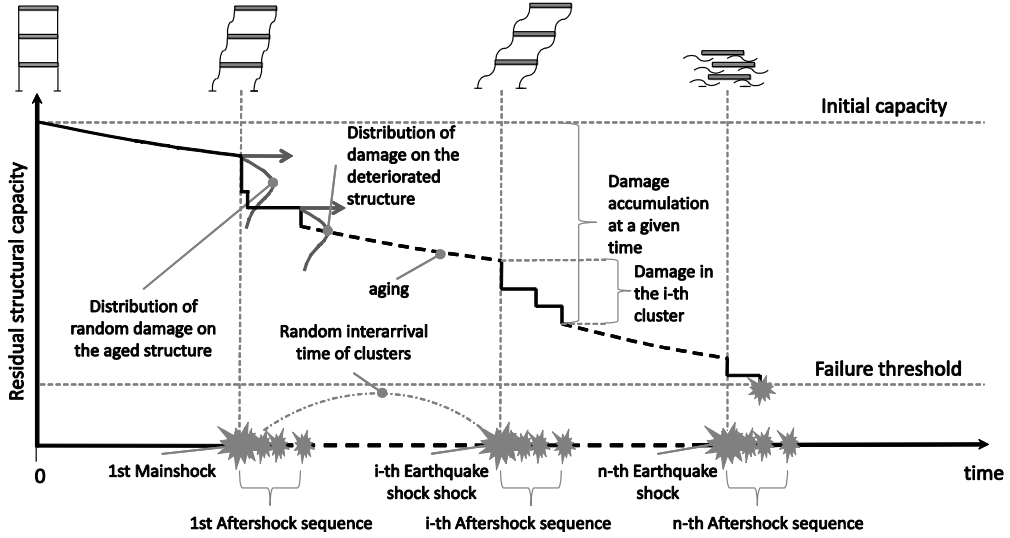 Initial capacity
Distribution of
damage on the
deteriorated
structure
Damage
accumulation
at a given
time
Damage in
the i-th
cluster
aging
Distribution of
random damage on
the aged structure
Random interarrival
time of clusters
Failure threshold
Residual structural capacity
0
time
1st Mainshock
i-th Earthquake
shock shock
n-th Earthquake
shock
1st Aftershock sequence
i-th Aftershock sequence
n-th Aftershock sequence